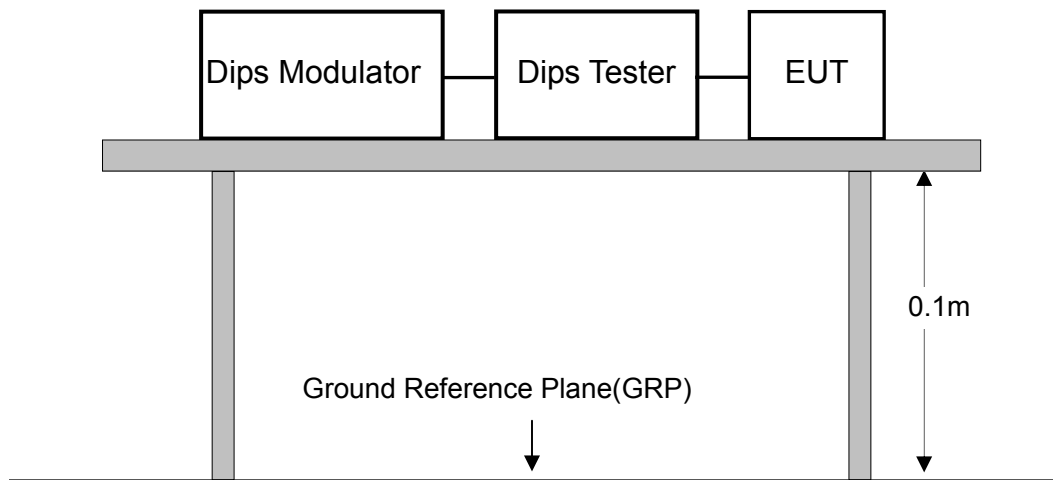 Dips Modulator
Dips Tester
EUT
0.1m
Ground Reference Plane(GRP)